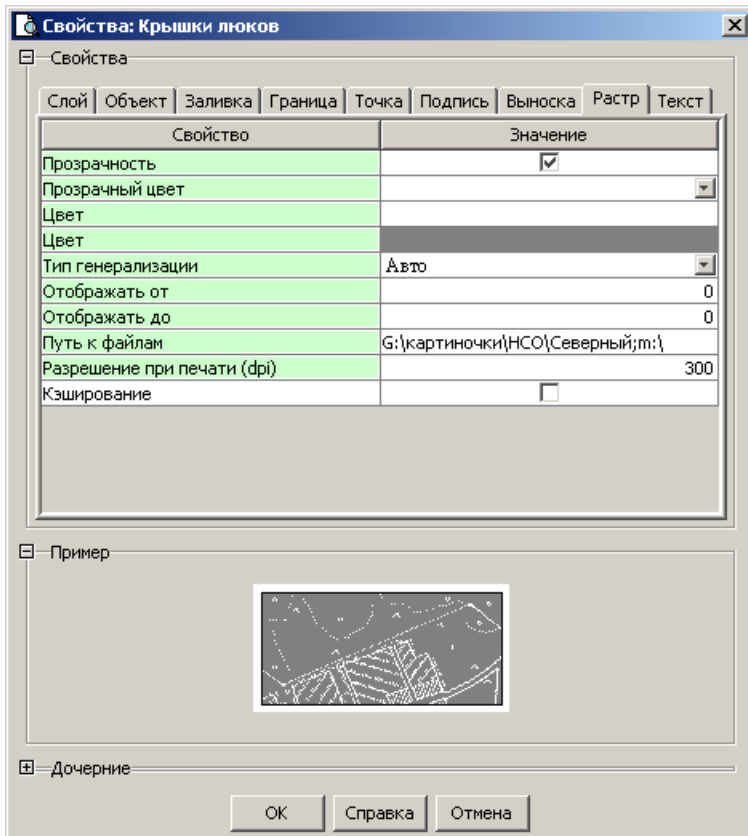 Свойства: Крышки люков
Свойства
Слой Объект Заливка Граница Точка Подпись Выноска Растр Текст
Свойство Значение
Прозрачность
Прозрачный цвет
Цвет
Цвет
Тип генерализации Авто
Отображать от 0
Отображать до 0
Путь к файлам G:\картиночки\НСО\Северный;m:\
Разрешение при печати (dpi) 300
Кэширование
Пример
Дочерние
ОК Справка Отмена